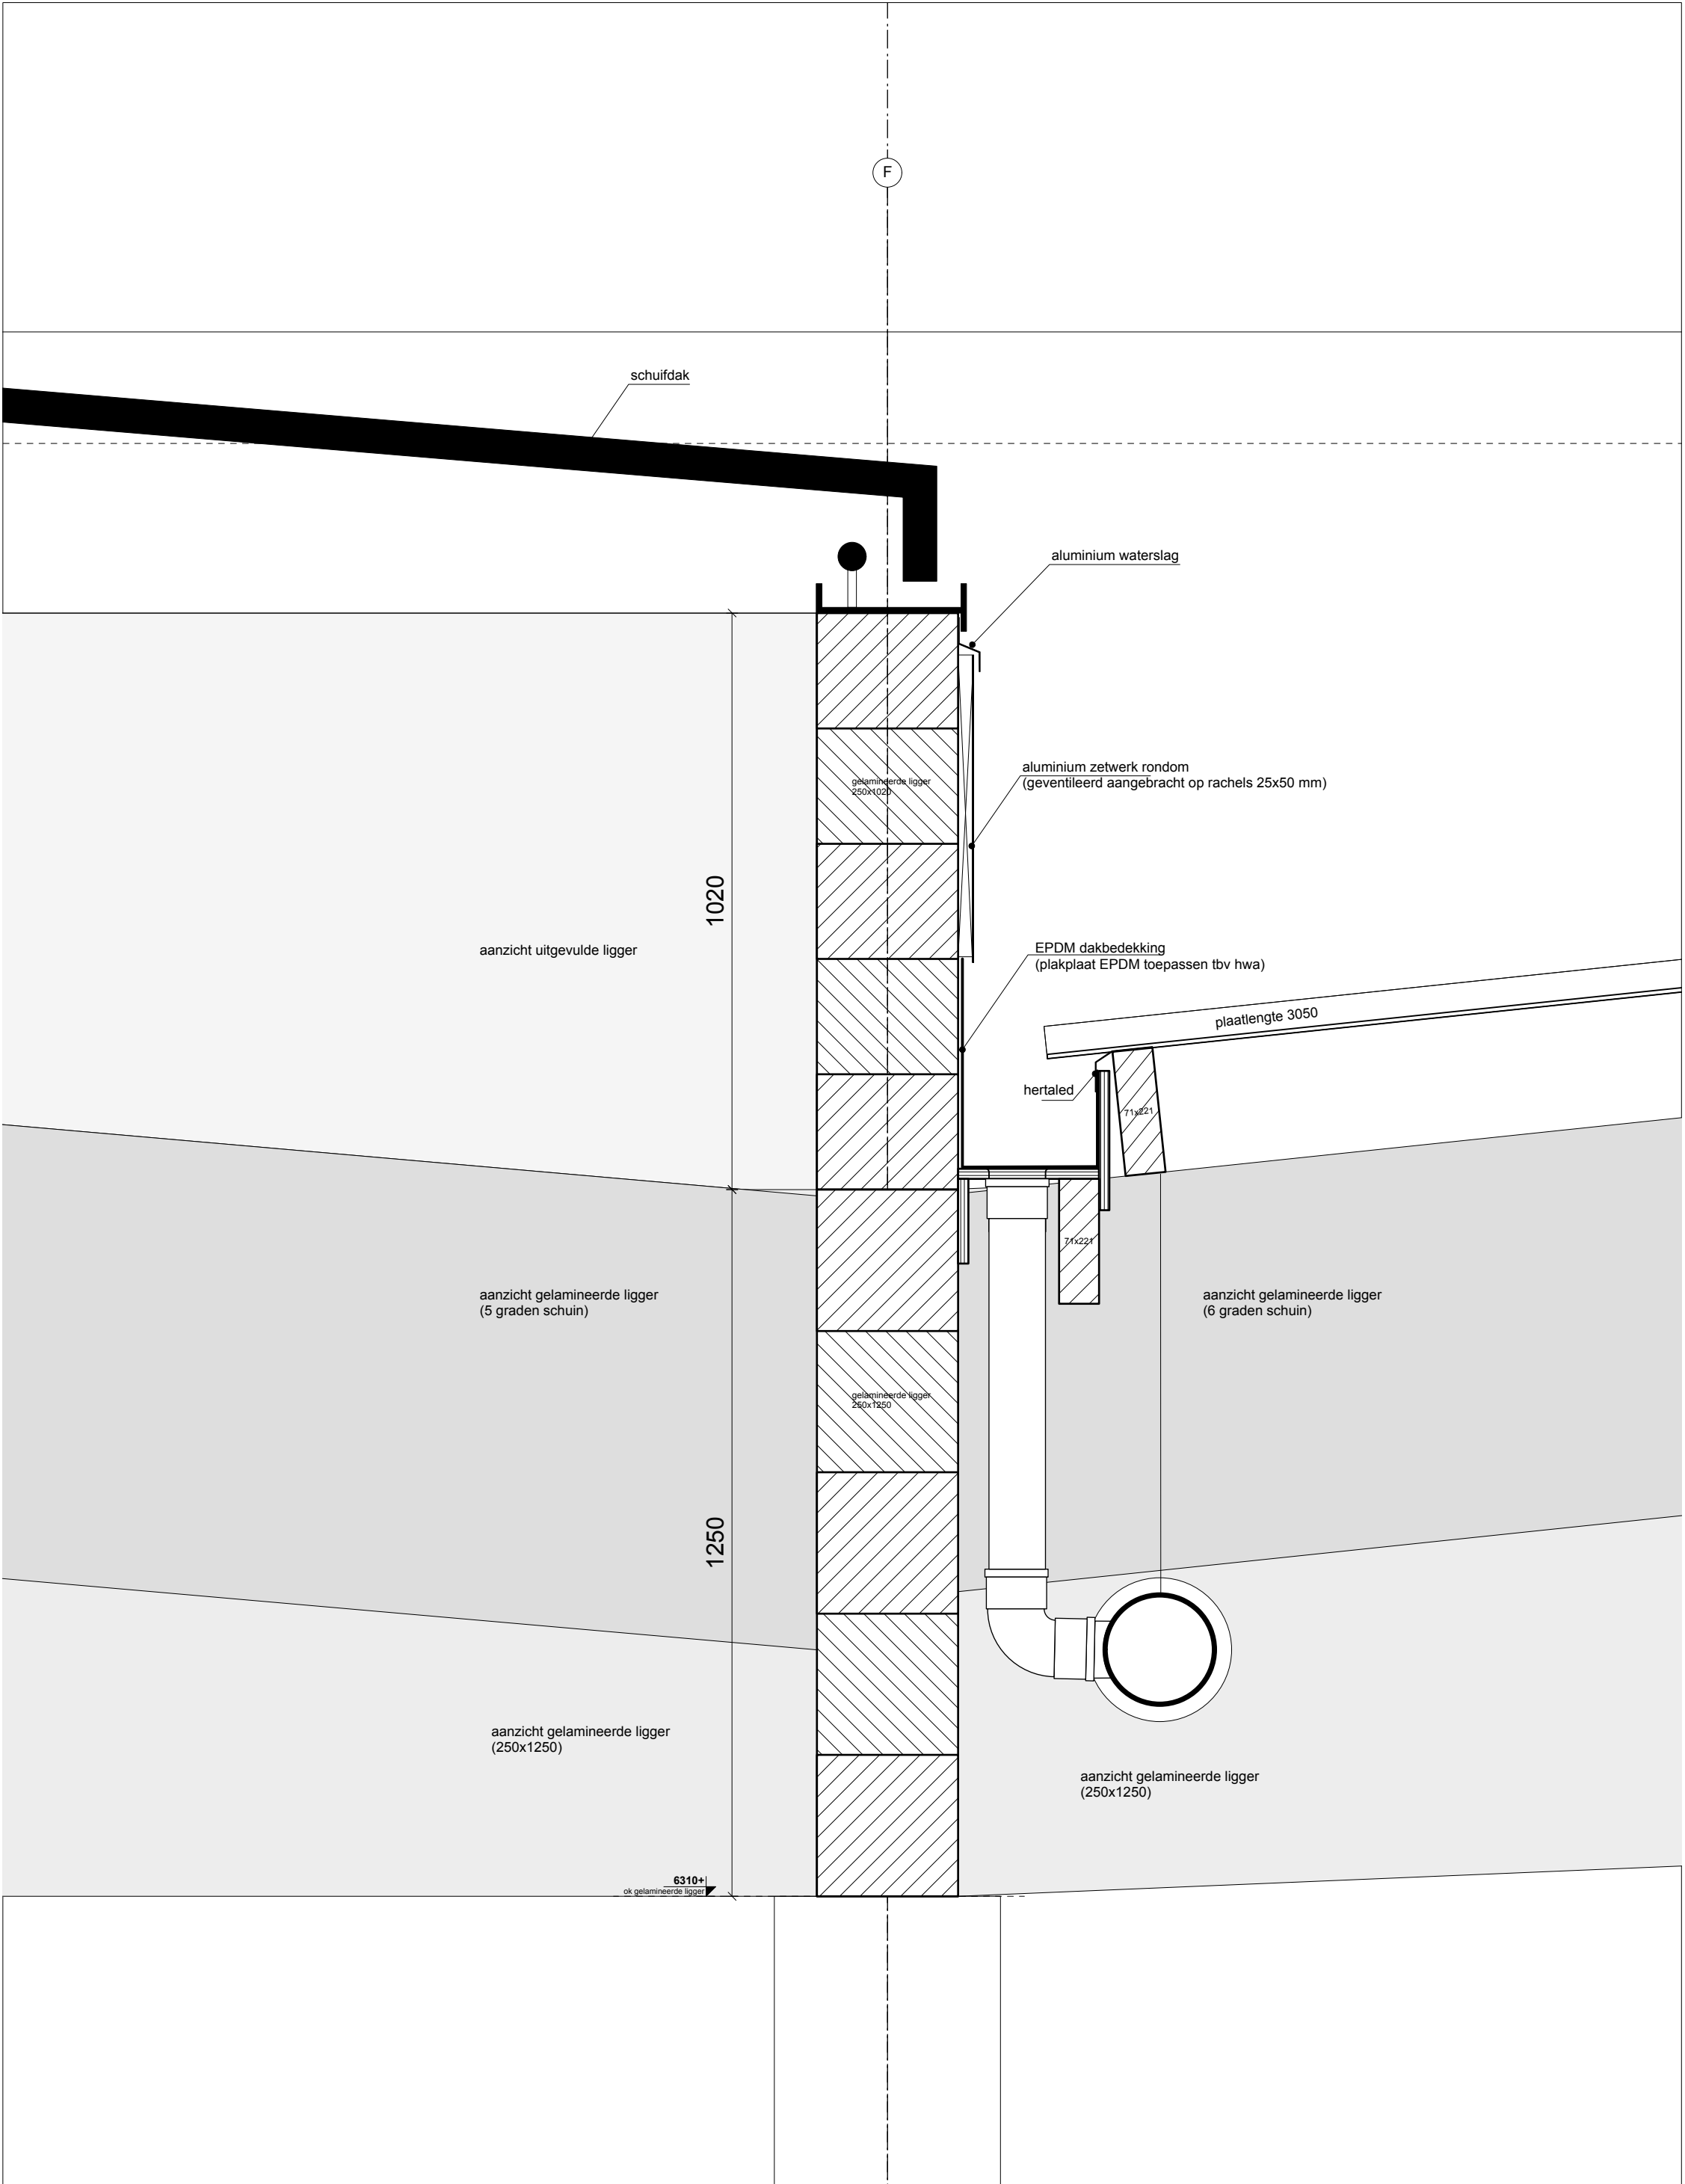 F
schuifdak
aluminium waterslag
aluminium zetwerk rondom
(geventileerd aangebracht op rachels 25x50 mm)
gelamineerde ligger
250x1020
1020
aanzicht uitgevulde ligger
EPDM dakbedekking
(plakplaat EPDM toepassen tbv hwa)
plaatlengte 3050
hertaled
71x221
71x221
aanzicht gelamineerde ligger
(5 graden schuin)
aanzicht gelamineerde ligger
(6 graden schuin)
gelamineerde ligger
250x1250
1250
aanzicht gelamineerde ligger
(250x1250)
aanzicht gelamineerde ligger
(250x1250)
6310+
ok gelamineerde ligger